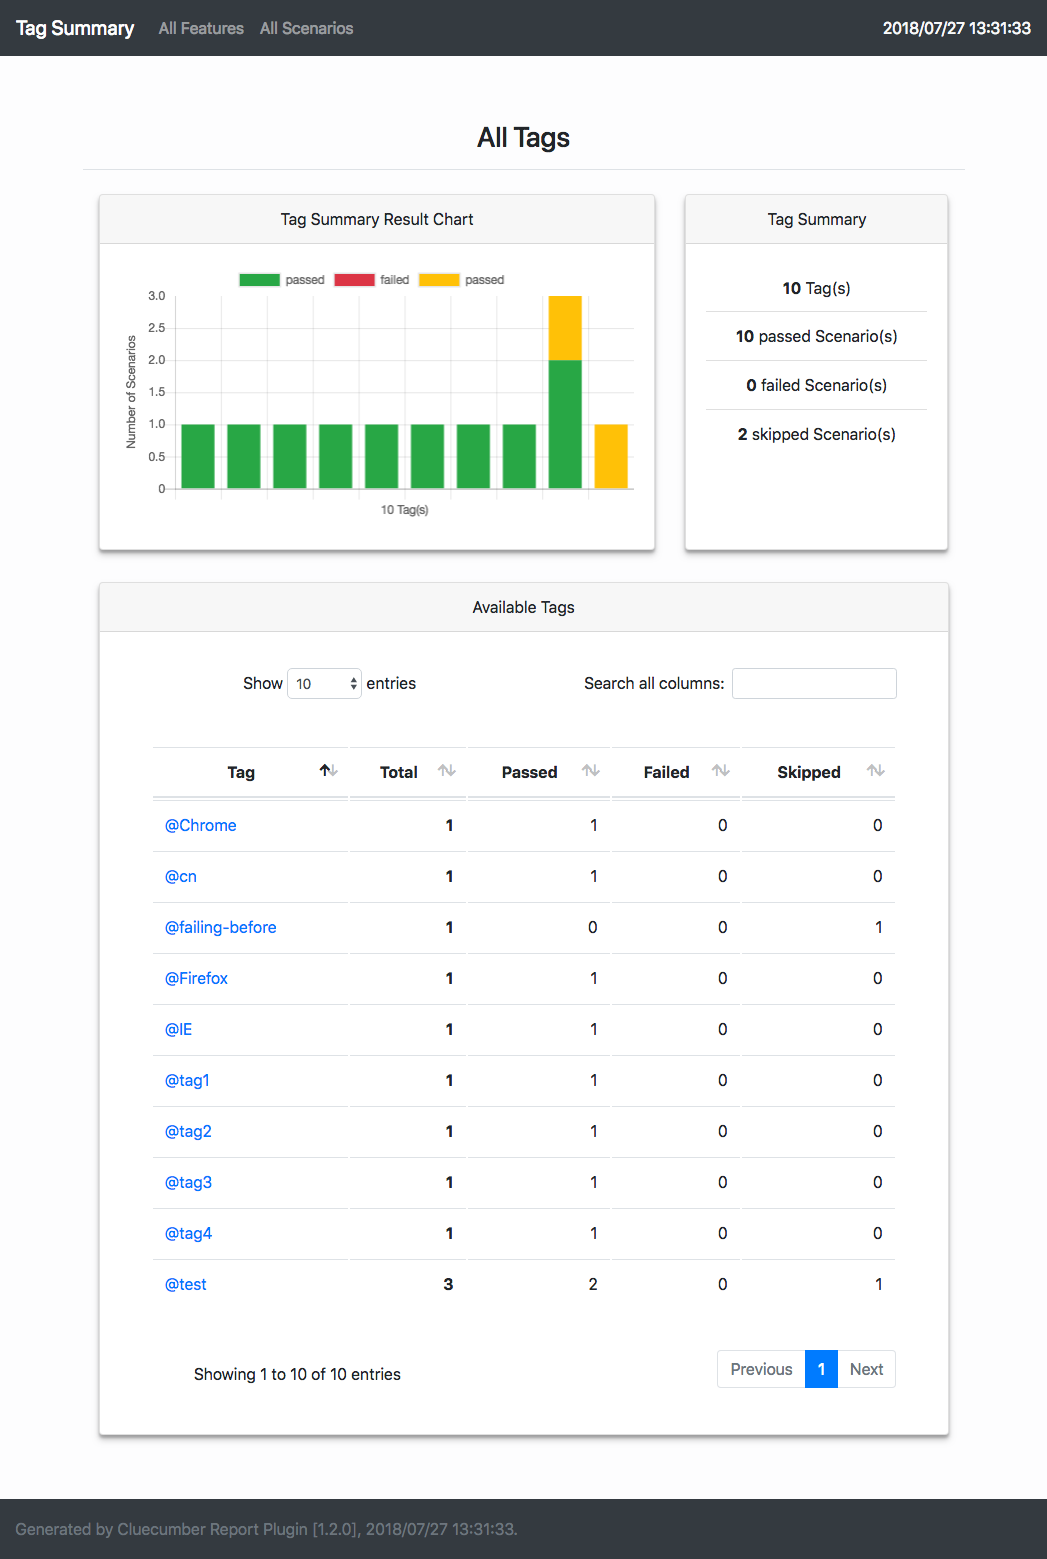 Tag Summary All Features All Scenarios 2018/07/27 13:31:33
All Tags
Tag Summary Result Chart
passed failed passed
3.0
2.5
2.0
1.5
1.0
0.5
0
Number of Scenarios
10 Tag(s)
Tag Summary
10 Tag(s)
10 passed Scenario(s)
0 failed Scenario(s)
2 skipped Scenario(s)
Available Tags
Show 10 entries Search all columns:
Tag Total Passed Failed Skipped
@Chrome 1 1 0 0
@cn 1 1 0 0
@failing-before 1 0 0 1
@Firefox 1 1 0 0
@IE 1 1 0 0
@tag1 1 1 0 0
@tag2 1 1 0 0
@tag3 1 1 0 0
@tag4 1 1 0 0
@test 3 2 0 1
Showing 1 to 10 of 10 entries Previous 1 Next
Generated by Cluecumber Report Plugin [1.2.0], 2018/07/27 13:31:33.